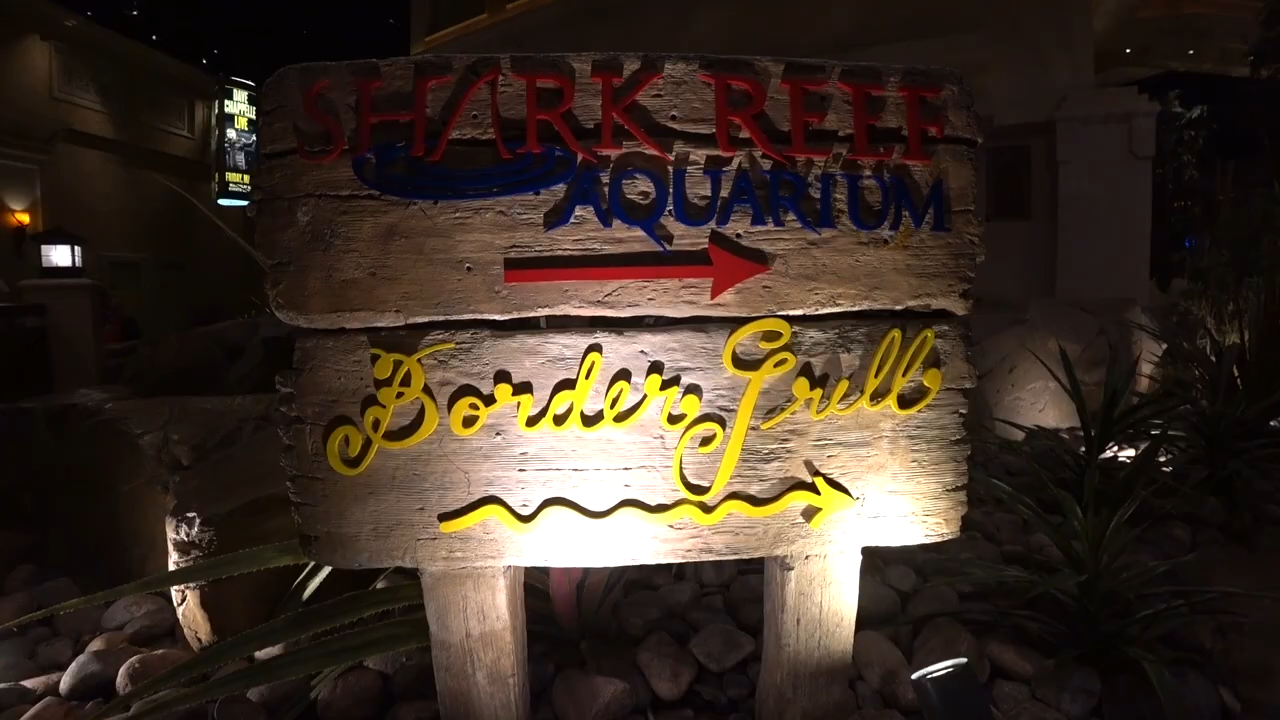 SHARK REEF
AQUARIUM
Border Grill
DAVE
CHAPPELLE
LIVE